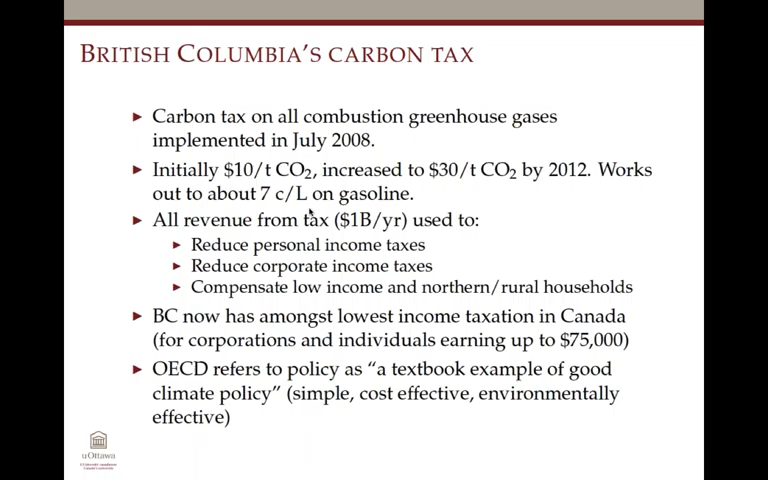 BRITISH COLUMBIA'S CARBON TAX
Carbon tax on all combustion greenhouse gases
implemented in July 2008.
Initially $10/t CO₂, increased to $30/t CO₂ by 2012. Works
out to about 7 c/L on gasoline.
All revenue from tax ($1B/yr) used to:
Reduce personal income taxes
Reduce corporate income taxes
Compensate low income and northern/rural households
BC now has amongst lowest income taxation in Canada
(for corporations and individuals earning up to $75,000)
OECD refers to policy as “a textbook example of good
climate policy” (simple, cost effective, environmentally
effective)
uOttawa